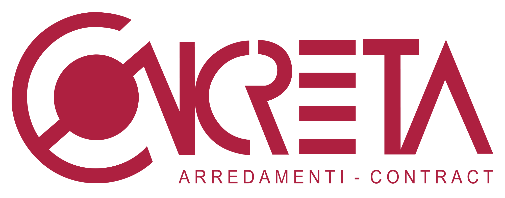 CONCRETA
ARREDAMENTI - CONTRACT